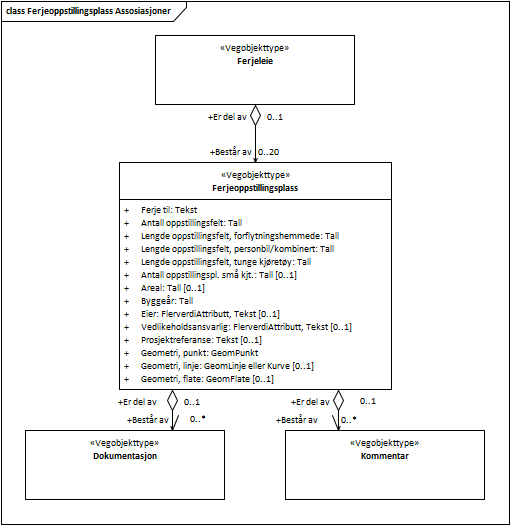 class Ferjeoppstillingsplass Assosiasjoner
«Vegobjekttype»
Ferjeleie
+Er del av 0..1
+Består av 0..20
«Vegobjekttype»
Ferjeoppstillingsplass
+ Ferje til: Tekst
+ Antall oppstillingsfelt: Tall
+ Lengde oppstillingsfelt, forflytningshemmede: Tall
+ Lengde oppstillingsfelt, personbil/kombinert: Tall
+ Lengde oppstillingsfelt, tunge kjøretøy: Tall
+ Antall oppstillingspl. små kjt.: Tall [0..1]
+ Areal: Tall [0..1]
+ Byggeår: Tall
+ Eier: FlerverdiAttributt, Tekst [0..1]
+ Vedlikeholdsansvarlig: FlerverdiAttributt, Tekst [0..1]
+ Prosjektreferanse: Tekst [0..1]
+ Geometri, punkt: GeomPunkt
+ Geometri, linje: GeomLinje eller Kurve [0..1]
+ Geometri, flate: GeomFlate [0..1]
+Er del av 0..1 +Er del av 0..1
+Består av 0..* +Består av 0..*
«Vegobjekttype» «Vegobjekttype»
Dokumentasjon Kommentar